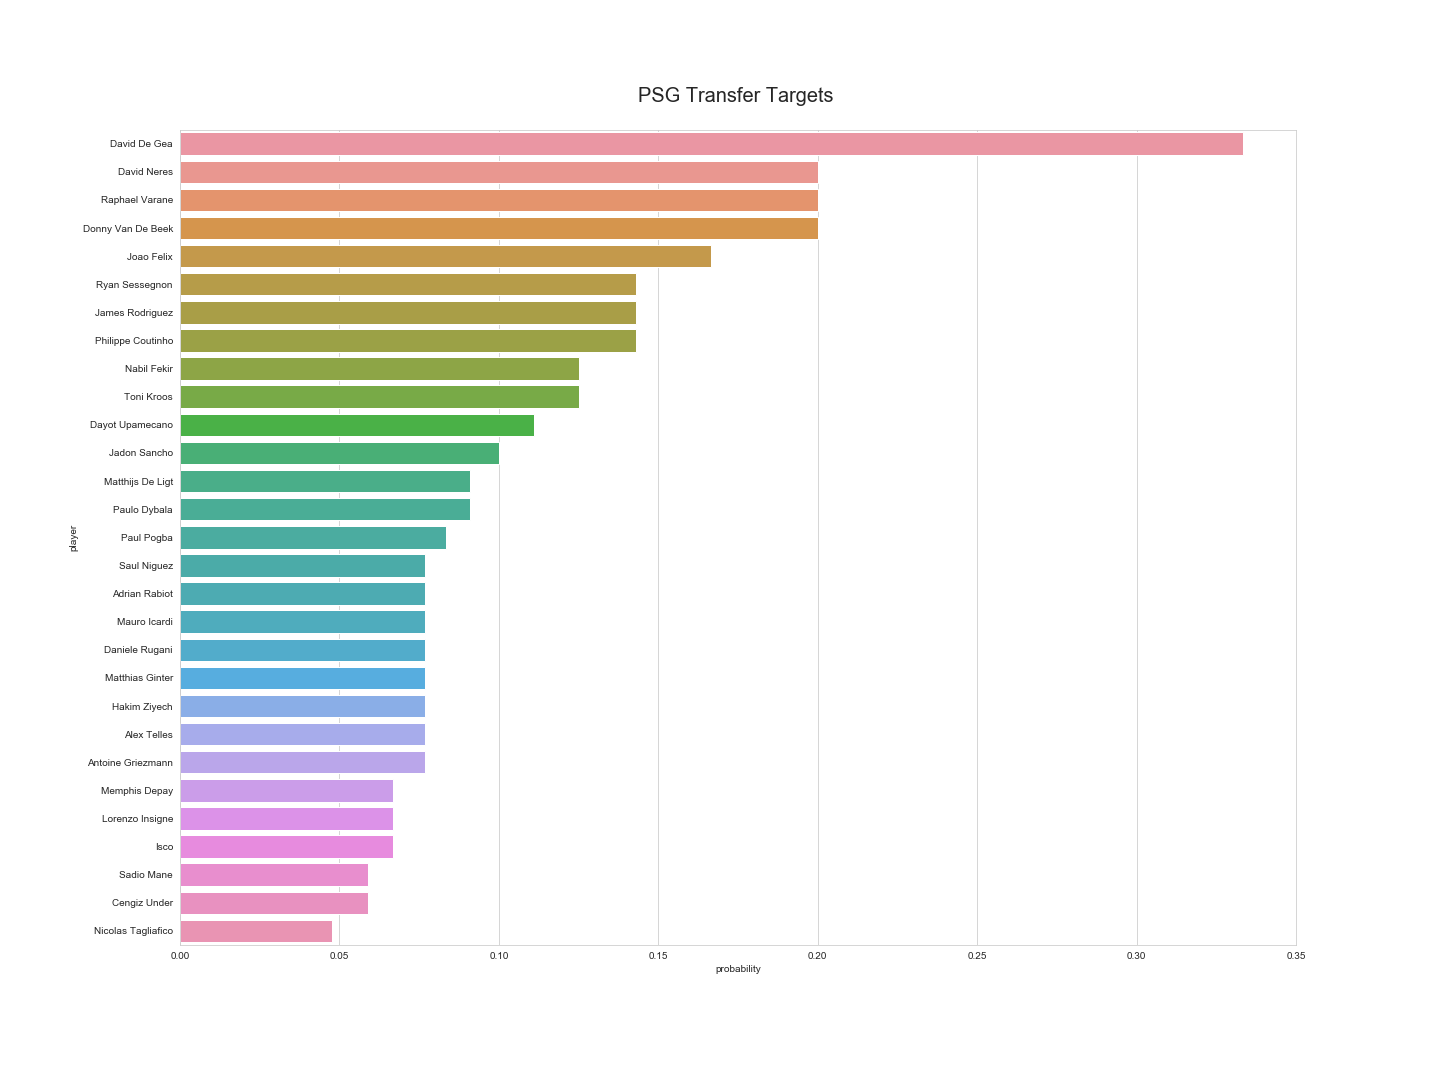 PSG Transfer Targets
David De Gea
David Neres
Raphael Varane
Donny Van De Beek
Joao Felix
Ryan Sessegnon
James Rodriguez
Philippe Coutinho
Nabil Fekir
Toni Kroos
Dayot Upamecano
Jadon Sancho
Matthijs De Ligt
Paulo Dybala
Paul Pogba
Saul Niguez
Adrian Rabiot
Mauro Icardi
Daniele Rugani
Matthias Ginter
Hakim Ziyech
Alex Telles
Antoine Griezmann
Memphis Depay
Lorenzo Insigne
Isco
Sadio Mane
Cengiz Under
Nicolas Tagliafico
player
0.00 0.05 0.10 0.15 0.20 0.25 0.30 0.35
probability